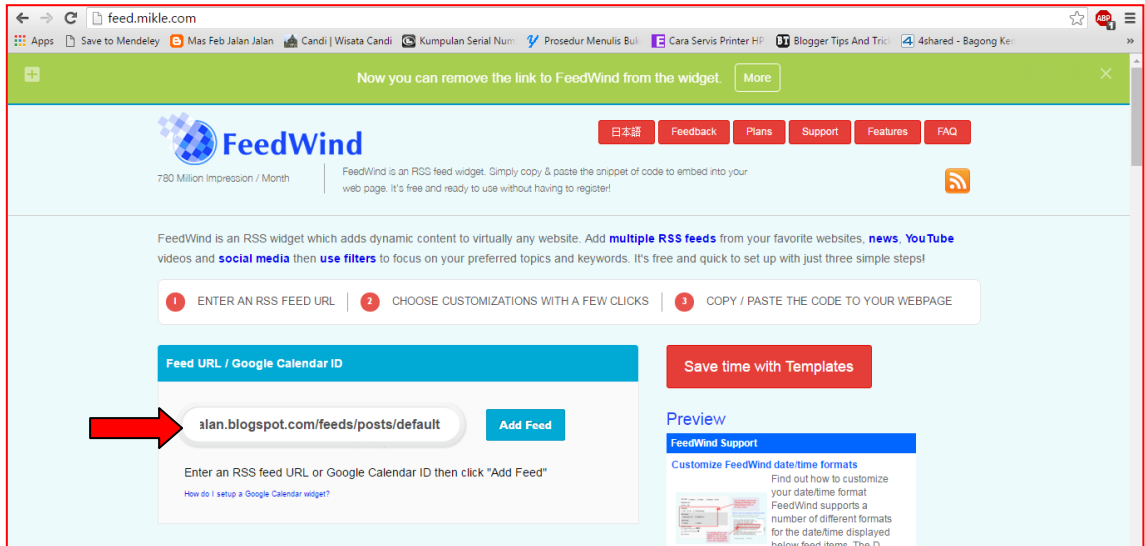 feed.mikle.com
ABP
1
Apps Save to Mendeley Mas Feb Jalan Jalan Candi | Wisata Candi Kumpulan Serial Num Prosedur Menulis Buk Cara Servis Printer HP Blogger Tips And Tric 4shared - Bagong Ken »
Now you can remove the link to FeedWind from the widget. More
FeedWind
日本語 Feedback Plans Support Features FAQ
780 Million Impression / Month
FeedWind is an RSS feed widget. Simply copy & paste the snippet of code to embed into your
web page. It's free and ready to use without having to register!
FeedWind is an RSS widget which adds dynamic content to virtually any website. Add multiple RSS feeds from your favorite websites, news, YouTube
videos and social media then use filters to focus on your preferred topics and keywords. It's free and quick to set up with just three simple steps!
1 ENTER AN RSS FEED URL 2 CHOOSE CUSTOMIZATIONS WITH A FEW CLICKS 3 COPY / PASTE THE CODE TO YOUR WEBPAGE
Feed URL / Google Calendar ID
alan.blogspot.com/feeds/posts/default Add Feed
Enter an RSS feed URL or Google Calendar ID then click "Add Feed"
How do I setup a Google Calendar widget?
Save time with Templates
Preview
FeedWind Support
Customize FeedWind date/time formats
Find out how to customize
your date/time format
FeedWind supports a
number of different formats
for the date/time displayed
below feed items. The D